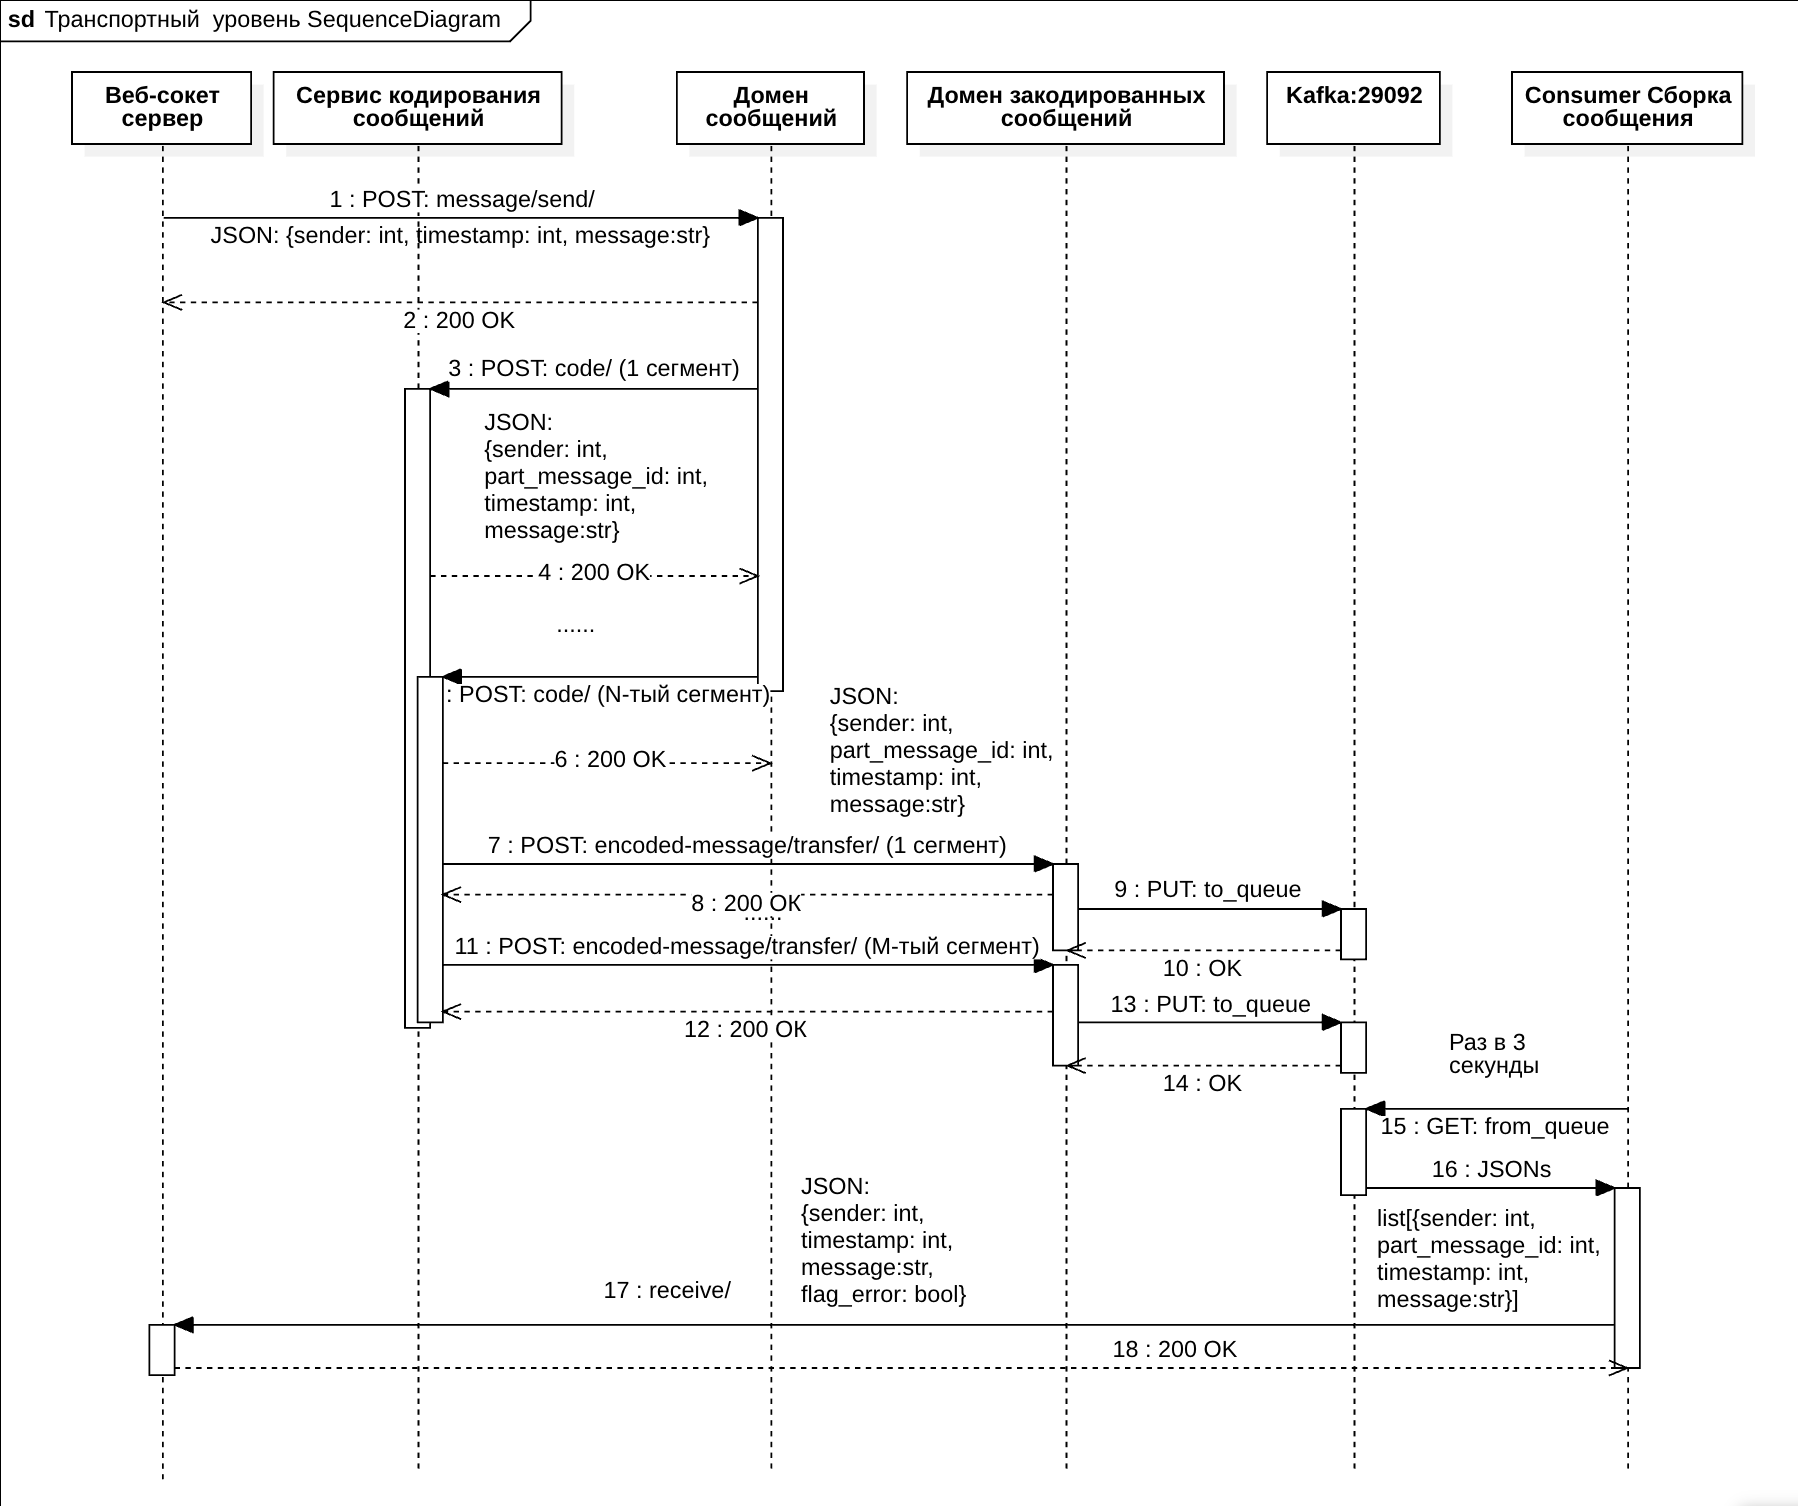 sd Транспортный  уровень SequenceDiagram
Веб-сокет
сервер
Сервис кодирования
сообщений
Домен
сообщений
Домен закодированных
сообщений
Kafka:29092
Consumer Сборка
сообщения
1 : POST: message/send/
JSON: {sender: int, timestamp: int, message:str}
2 : 200 OK
3 : POST: code/ (1 сегмент)
JSON:
{sender: int,
part_message_id: int,
timestamp: int,
message:str}
4 : 200 OK
......
: POST: code/ (N-тый сегмент)
JSON:
{sender: int,
part_message_id: int,
timestamp: int,
message:str}
6 : 200 OK
7 : POST: encoded-message/transfer/ (1 сегмент)
8 : 200 OК
......
9 : PUT: to_queue
11 : POST: encoded-message/transfer/ (М-тый сегмент)
10 : OK
12 : 200 OК
13 : PUT: to_queue
Раз в 3
секунды
14 : OK
15 : GET: from_queue
16 : JSONs
list[{sender: int,
part_message_id: int,
timestamp: int,
message:str}]
JSON:
{sender: int,
timestamp: int,
message:str,
flag_error: bool}
17 : receive/
18 : 200 OK